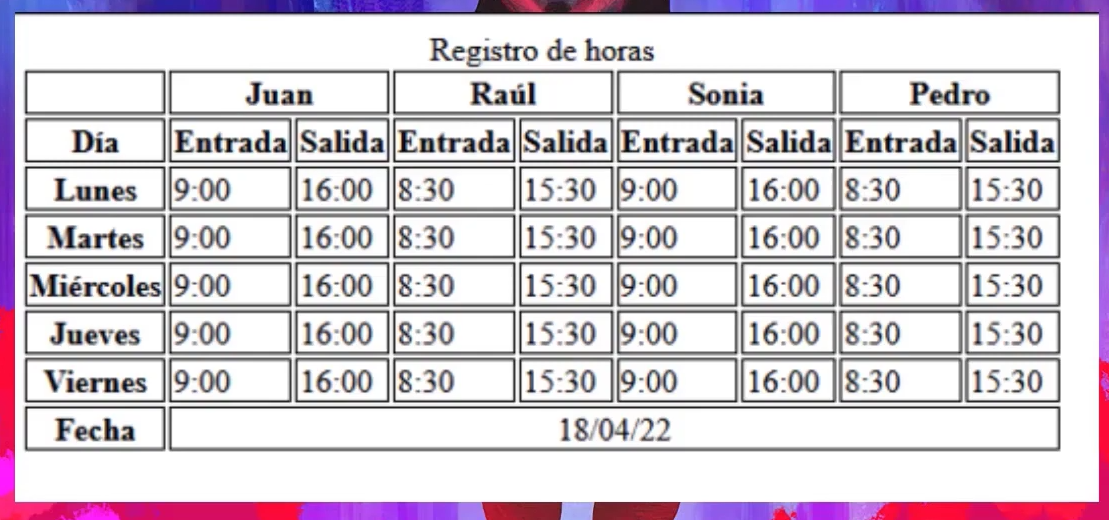 Registro de horas
Juan Raúl Sonia Pedro
Día Entrada Salida Entrada Salida Entrada Salida Entrada Salida
Lunes 9:00 16:00 8:30 15:30 9:00 16:00 8:30 15:30
Martes 9:00 16:00 8:30 15:30 9:00 16:00 8:30 15:30
Miércoles 9:00 16:00 8:30 15:30 9:00 16:00 8:30 15:30
Jueves 9:00 16:00 8:30 15:30 9:00 16:00 8:30 15:30
Viernes 9:00 16:00 8:30 15:30 9:00 16:00 8:30 15:30
Fecha 18/04/22